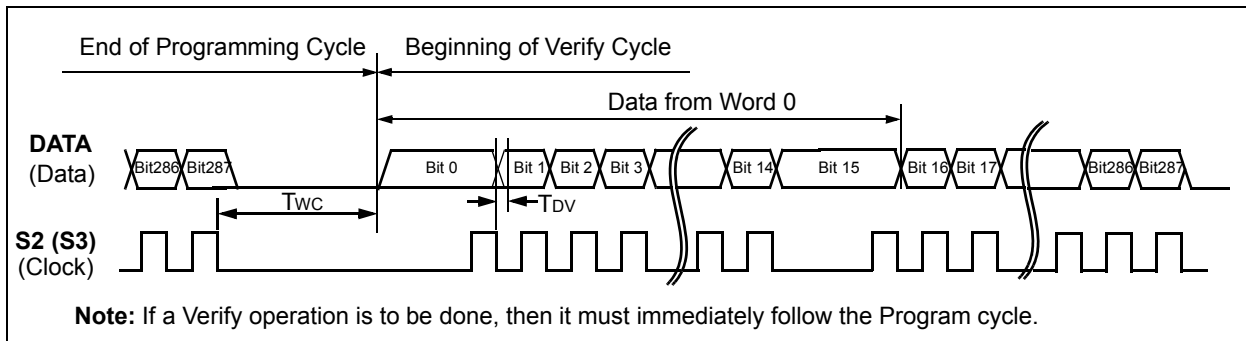 End of Programming Cycle
Beginning of Verify Cycle
Data from Word 0
DATA
(Data)
Bit286 Bit287 Bit 0 Bit 1 Bit 2 Bit 3 Bit 14 Bit 15 Bit 16 Bit 17 Bit286 Bit287
TWC
TDV
S2 (S3)
(Clock)
Note: If a Verify operation is to be done, then it must immediately follow the Program cycle.